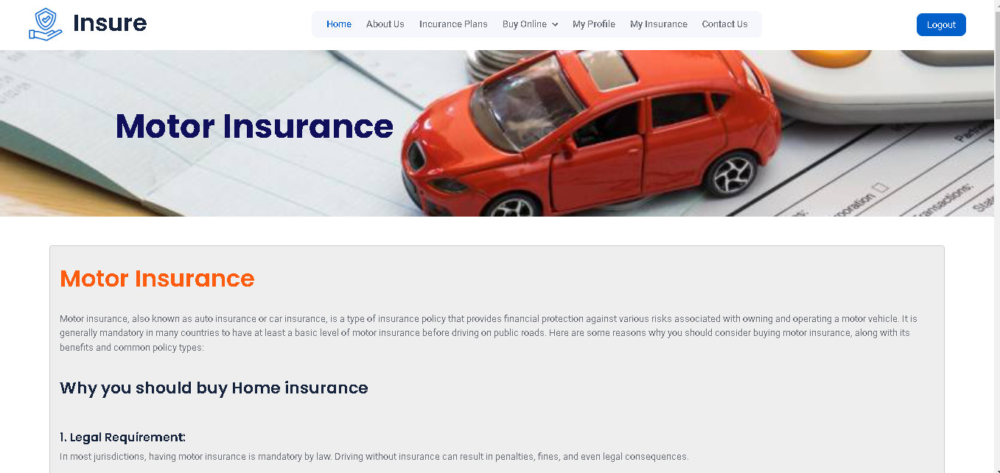 Insure
Home About Us Incurance Plans Buy Online My Profile My Insurance Contact Us
Logout
Motor Insurance
Motor Insurance
Motor insurance, also known as auto insurance or car insurance, is a type of insurance policy that provides financial protection against various risks associated with owning and operating a motor vehicle. It is
generally mandatory in many countries to have at least a basic level of motor insurance before driving on public roads. Here are some reasons why you should consider buying motor insurance, along with its
benefits and common policy types:
Why you should buy Home insurance
1. Legal Requirement:
In most jurisdictions, having motor insurance is mandatory by law. Driving without insurance can result in penalties, fines, and even legal consequences.